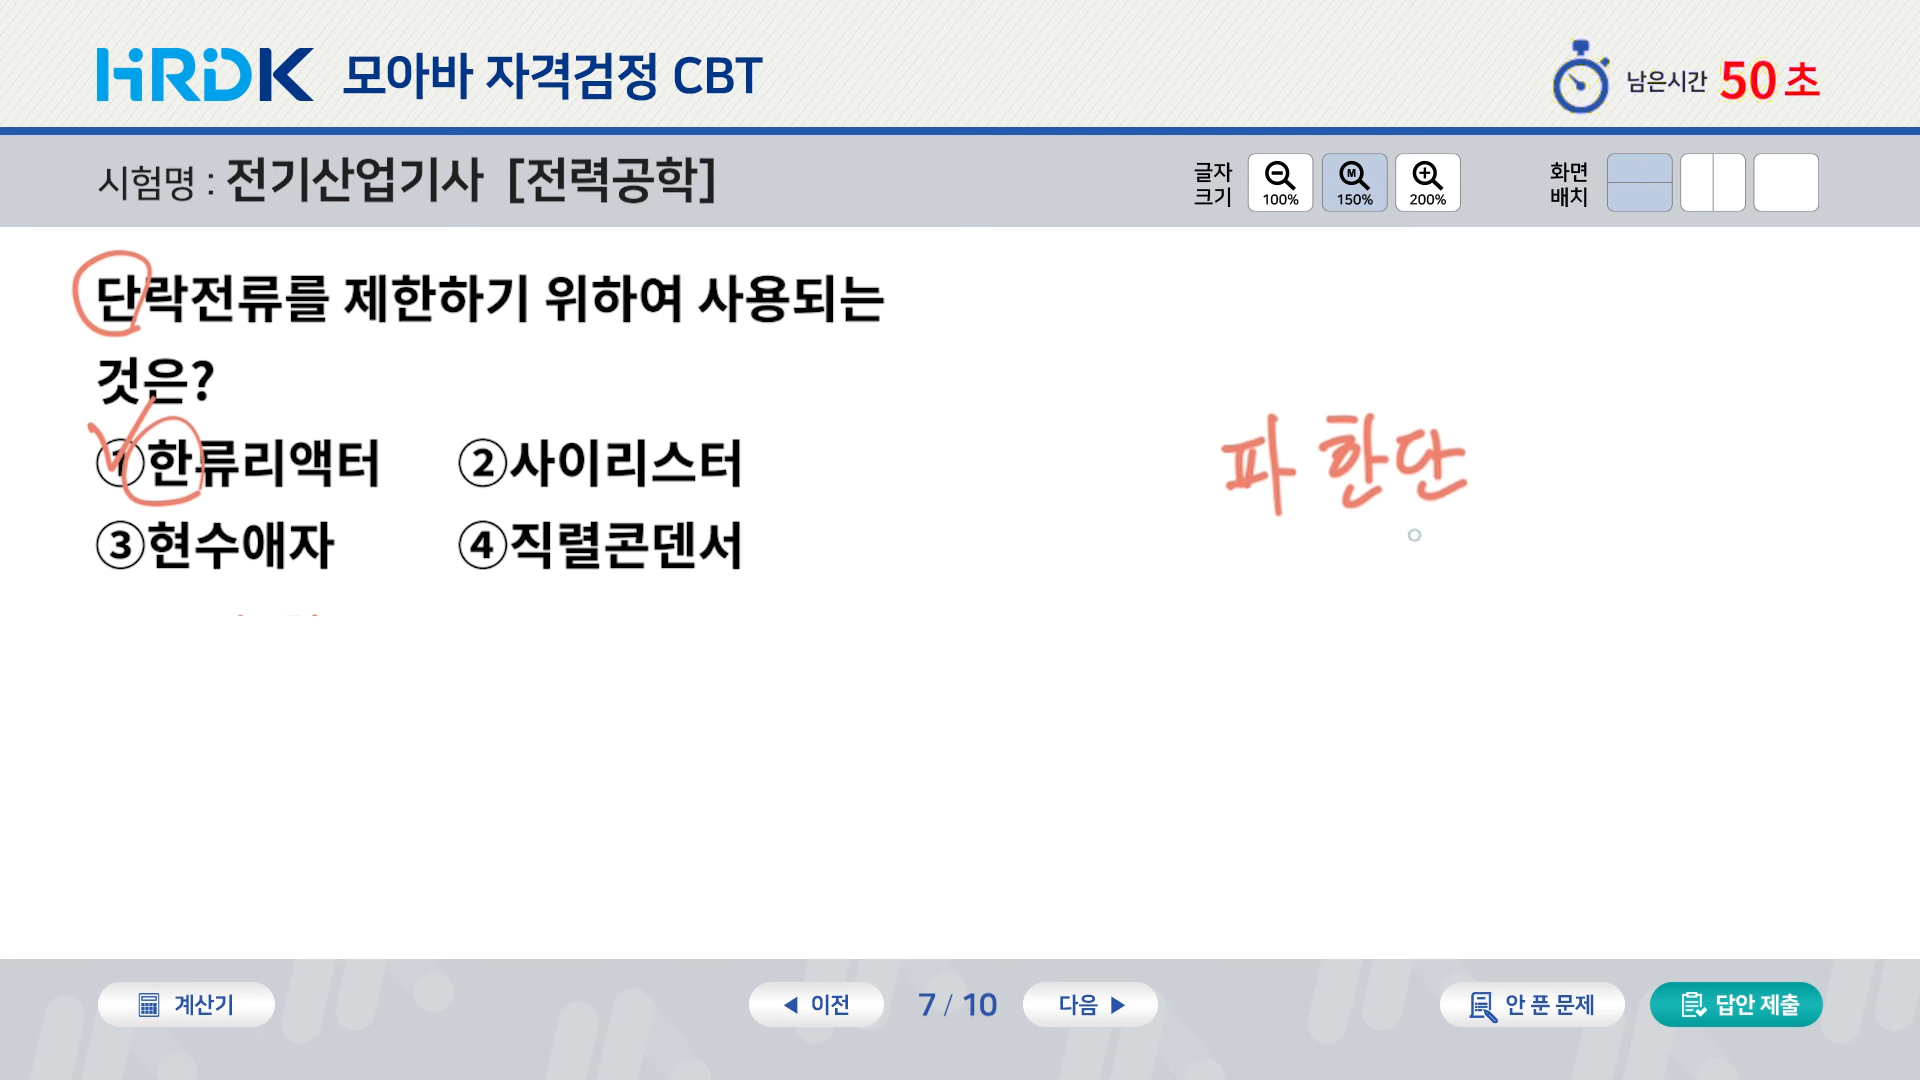 HRDK 모아바 자격검정 CBT
남은시간 50 초
시험명 : 전기산업기사 [전력공학]
글자 크기 100% M 150% 200%
화면 배치
단락전류를 제한하기 위하여 사용되는
것은?
①한류리액터 ②사이리스터
③현수애자 ④직렬콘덴서
파 한단
계산기
◀ 이전 7 / 10 다음 ▶
안 푼 문제
답안 제출